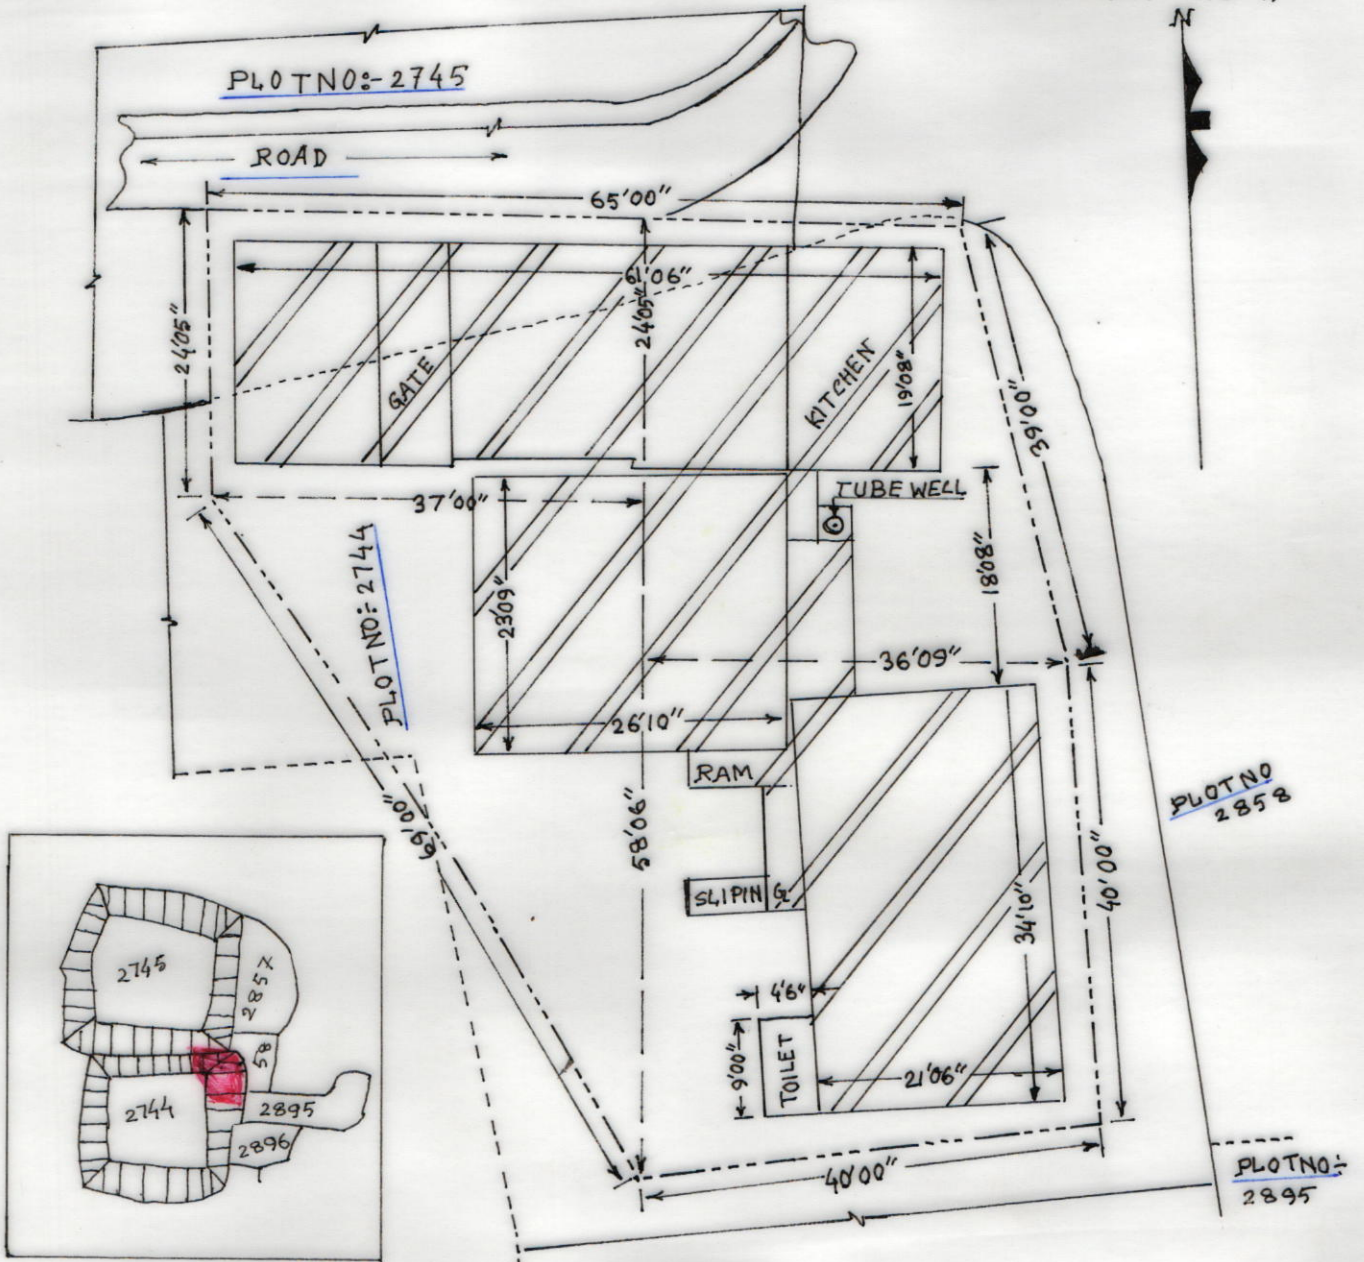 N
PLOTNO:- 2745
ROAD
65'00"
61'06"
24'05"
24'05"
GATE
KITCHEN
19'08"
39'00"
37'00"
TUBE WELL
PLOTNO:- 2744
23'09"
18'08"
36'09"
26'10"
RAM
69'00"
58'06"
PLOTNO
2858
SLIPIN G
34'10"
40'00"
4'6"
9'00"
TOILET
21'06"
40'00"
PLOTNO:-
2895
2745
2857
58
2744
2895
2896